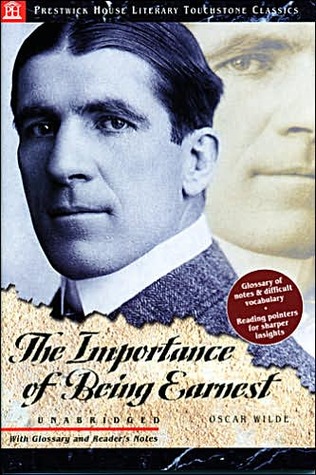 PH
Prestwick House Literary Touchstone Classics
Glossary of
notes & difficult
vocabulary
Reading pointers
for sharper
insights
The Importance
of Being Earnest
UNABRIDGED
OSCAR WILDE
With Glossary and Reader's Notes